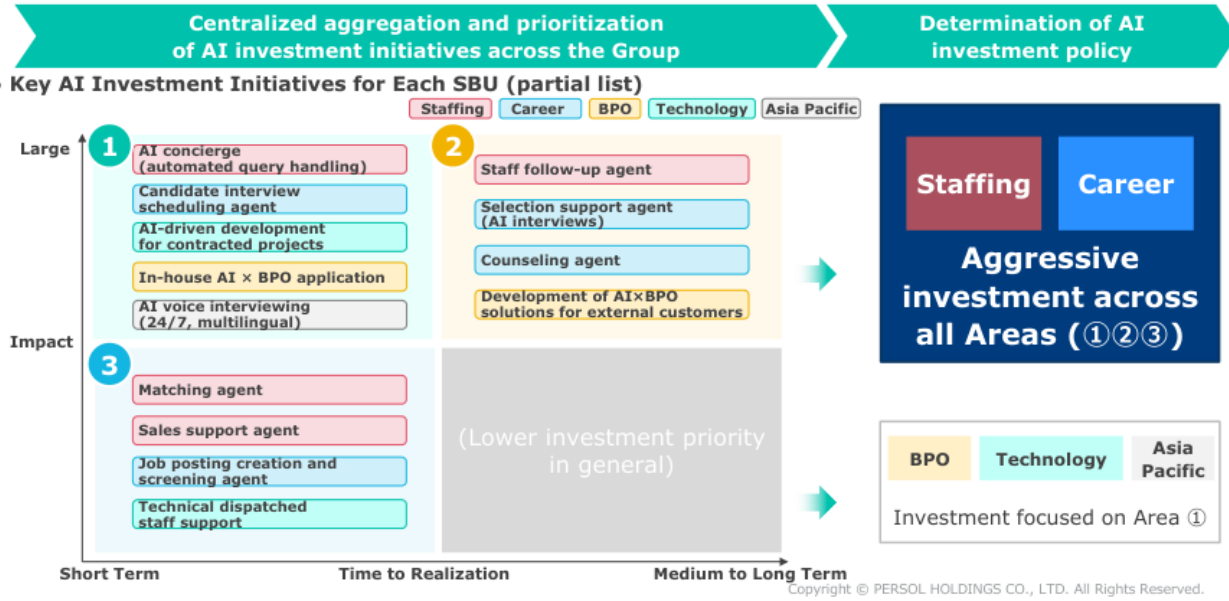 Centralized aggregation and prioritization
of AI investment initiatives across the Group
Determination of AI
investment policy
Key AI Investment Initiatives for Each SBU (partial list)
Staffing
Career
BPO
Technology
Asia Pacific
Large
Impact
1
AI concierge
(automated query handling)
Candidate interview
scheduling agent
AI-driven development
for contracted projects
In-house AI × BPO application
AI voice interviewing
(24/7, multilingual)
2
Staff follow-up agent
Selection support agent
(AI interviews)
Counseling agent
Development of AI×BPO
solutions for external customers
3
Matching agent
Sales support agent
Job posting creation and
screening agent
Technical dispatched
staff support
(Lower investment priority
in general)
Short Term
Time to Realization
Medium to Long Term
Staffing
Career
Aggressive
investment across
all Areas (①②③)
BPO
Technology
Asia
Pacific
Investment focused on Area ①
Copyright © PERSOL HOLDINGS CO., LTD. All Rights Reserved.